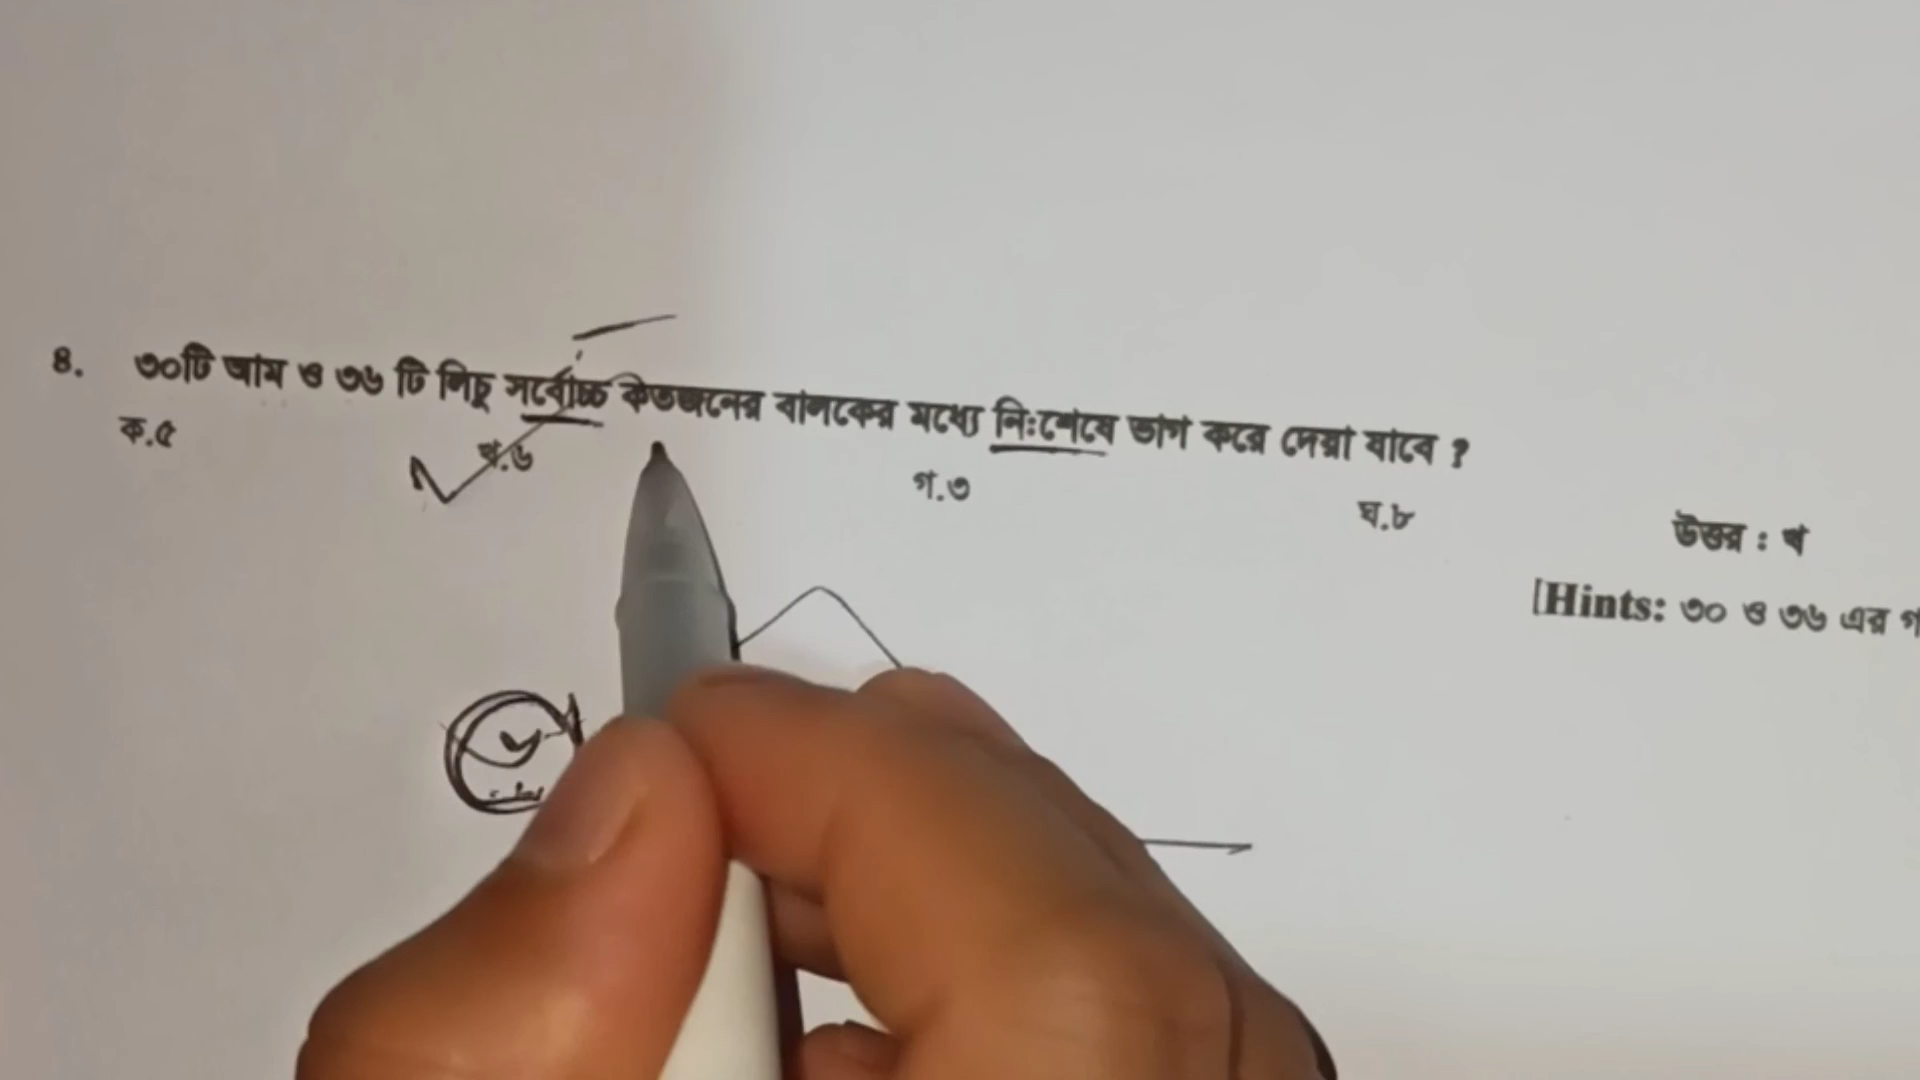 ৪. ৩০টি আম ও ৩৬ টি লিচু সর্বোচ্চ কতজনের বালকের মধ্যে নিঃশেষে ভাগ করে দেয়া যাবে ?
ক.৫ খ.৬ গ.৩ ঘ.৮
উত্তর : খ
[Hints: ৩০ ও ৩৬ এর গ